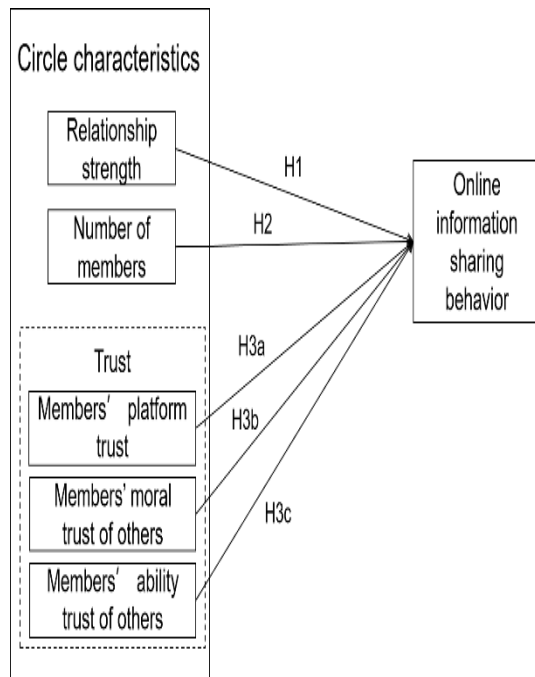 Circle characteristics
Relationship
strength
H1
Number of
members
H2
Online
information
sharing
behavior
Trust
H3a
Members' platform
trust
H3b
Members' moral
trust of others
H3c
Members' ability
trust of others